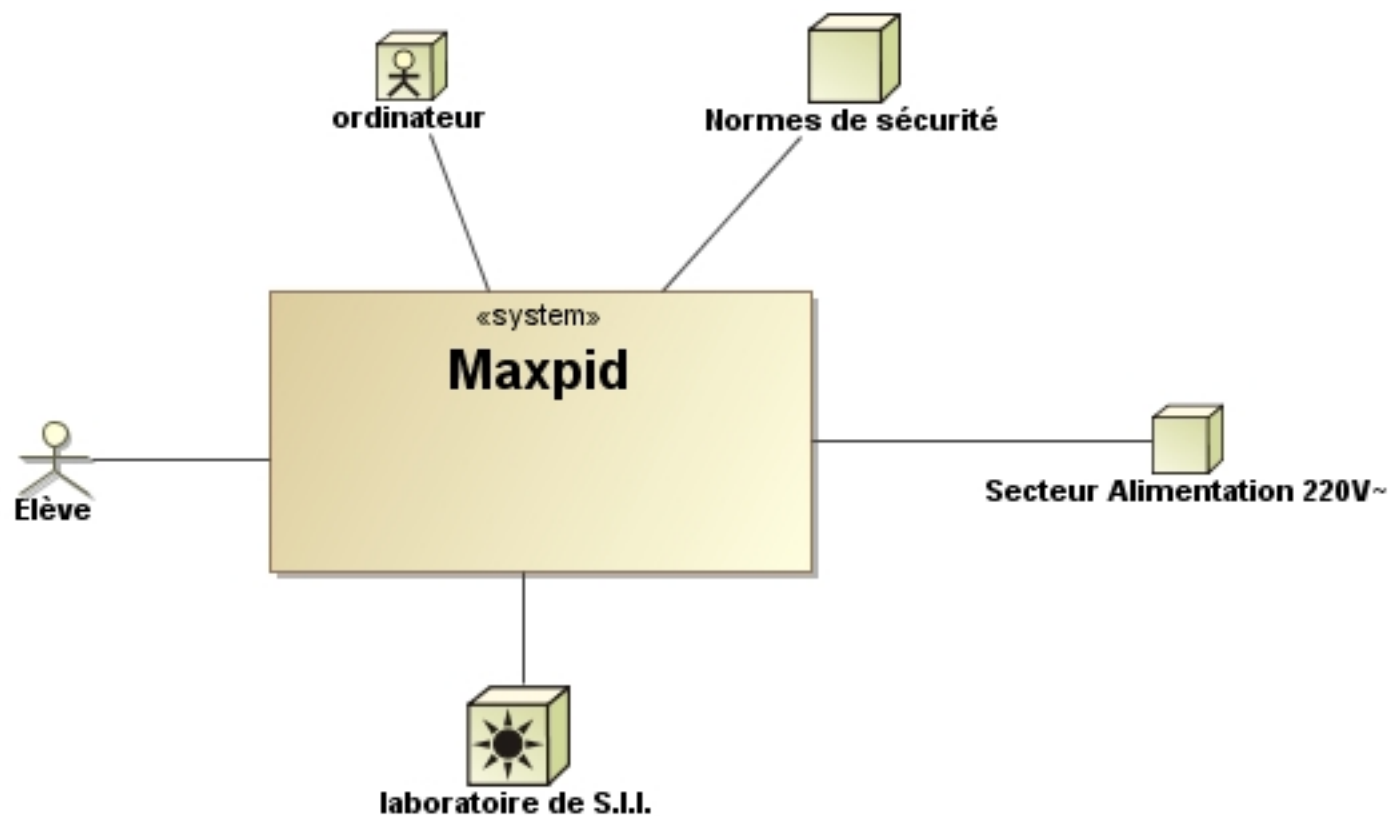 ordinateur
Normes de sécurité
«system»
Maxpid
Elève
Secteur Alimentation 220V~
laboratoire de S.I.I.